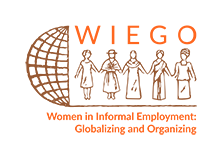 WIEGO
Women in Informal Employment:
Globalizing and Organizing